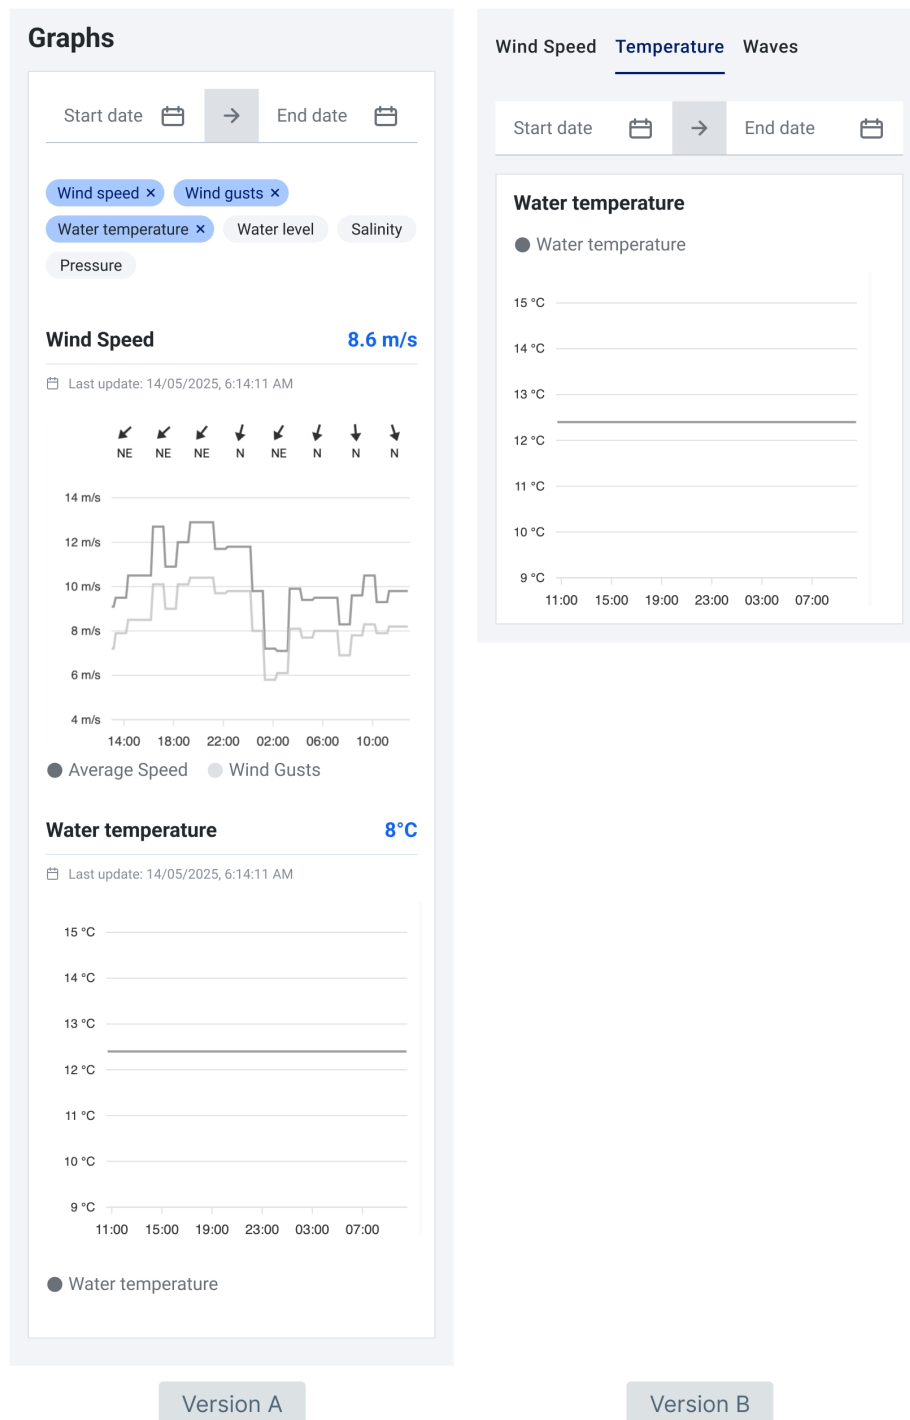 Graphs
Start date
End date
Wind speed ×
Wind gusts ×
Water temperature ×
Water level
Salinity
Pressure
Wind Speed
8.6 m/s
Last update: 14/05/2025, 6:14:11 AM
NE NE NE N NE N N N
14 m/s
12 m/s
10 m/s
8 m/s
6 m/s
4 m/s
14:00 18:00 22:00 02:00 06:00 10:00
Average Speed
Wind Gusts
Water temperature
8°C
Last update: 14/05/2025, 6:14:11 AM
15 °C
14 °C
13 °C
12 °C
11 °C
10 °C
9 °C
11:00 15:00 19:00 23:00 03:00 07:00
Water temperature
Version A
Wind Speed Temperature Waves
Start date
End date
Water temperature
Water temperature
15 °C
14 °C
13 °C
12 °C
11 °C
10 °C
9 °C
11:00 15:00 19:00 23:00 03:00 07:00
Version B